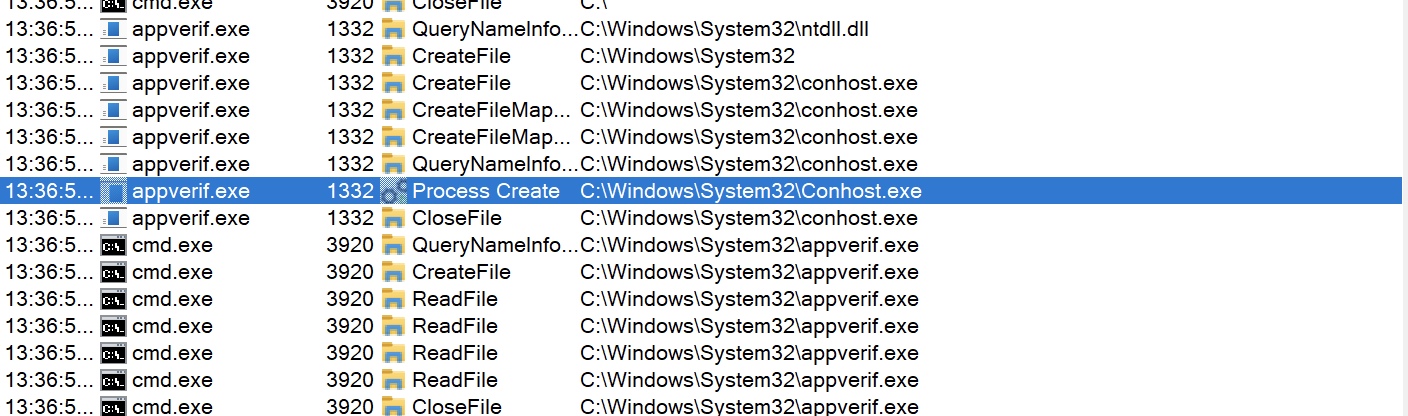 13:36:5... cmd.exe 3920 CloseFile C:\
13:36:5... appverif.exe 1332 QueryNameInfo... C:\Windows\System32\ntdll.dll
13:36:5... appverif.exe 1332 CreateFile C:\Windows\System32
13:36:5... appverif.exe 1332 CreateFile C:\Windows\System32\conhost.exe
13:36:5... appverif.exe 1332 CreateFileMap... C:\Windows\System32\conhost.exe
13:36:5... appverif.exe 1332 CreateFileMap... C:\Windows\System32\conhost.exe
13:36:5... appverif.exe 1332 QueryNameInfo... C:\Windows\System32\conhost.exe
13:36:5... appverif.exe 1332 Process Create C:\Windows\System32\Conhost.exe
13:36:5... appverif.exe 1332 CloseFile C:\Windows\System32\conhost.exe
13:36:5... cmd.exe 3920 QueryNameInfo... C:\Windows\System32\appverif.exe
13:36:5... cmd.exe 3920 CreateFile C:\Windows\System32\appverif.exe
13:36:5... cmd.exe 3920 ReadFile C:\Windows\System32\appverif.exe
13:36:5... cmd.exe 3920 ReadFile C:\Windows\System32\appverif.exe
13:36:5... cmd.exe 3920 ReadFile C:\Windows\System32\appverif.exe
13:36:5... cmd.exe 3920 ReadFile C:\Windows\System32\appverif.exe
13:36:5... cmd.exe 3920 CloseFile C:\Windows\System32\appverif.exe